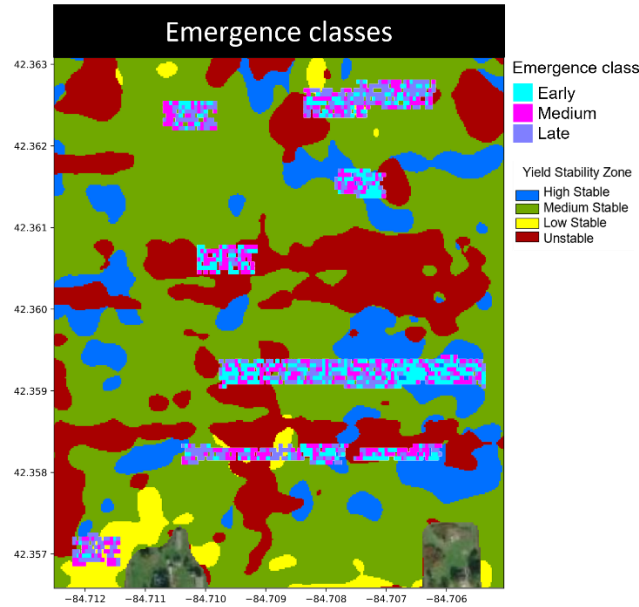 Emergence classes
42.363
42.362
42.361
42.360
42.359
42.358
42.357
−84.712 −84.711 −84.710 −84.709 −84.708 −84.707 −84.706
Emergence class
Early
Medium
Late
Yield Stability Zone
High Stable
Medium Stable
Low Stable
Unstable